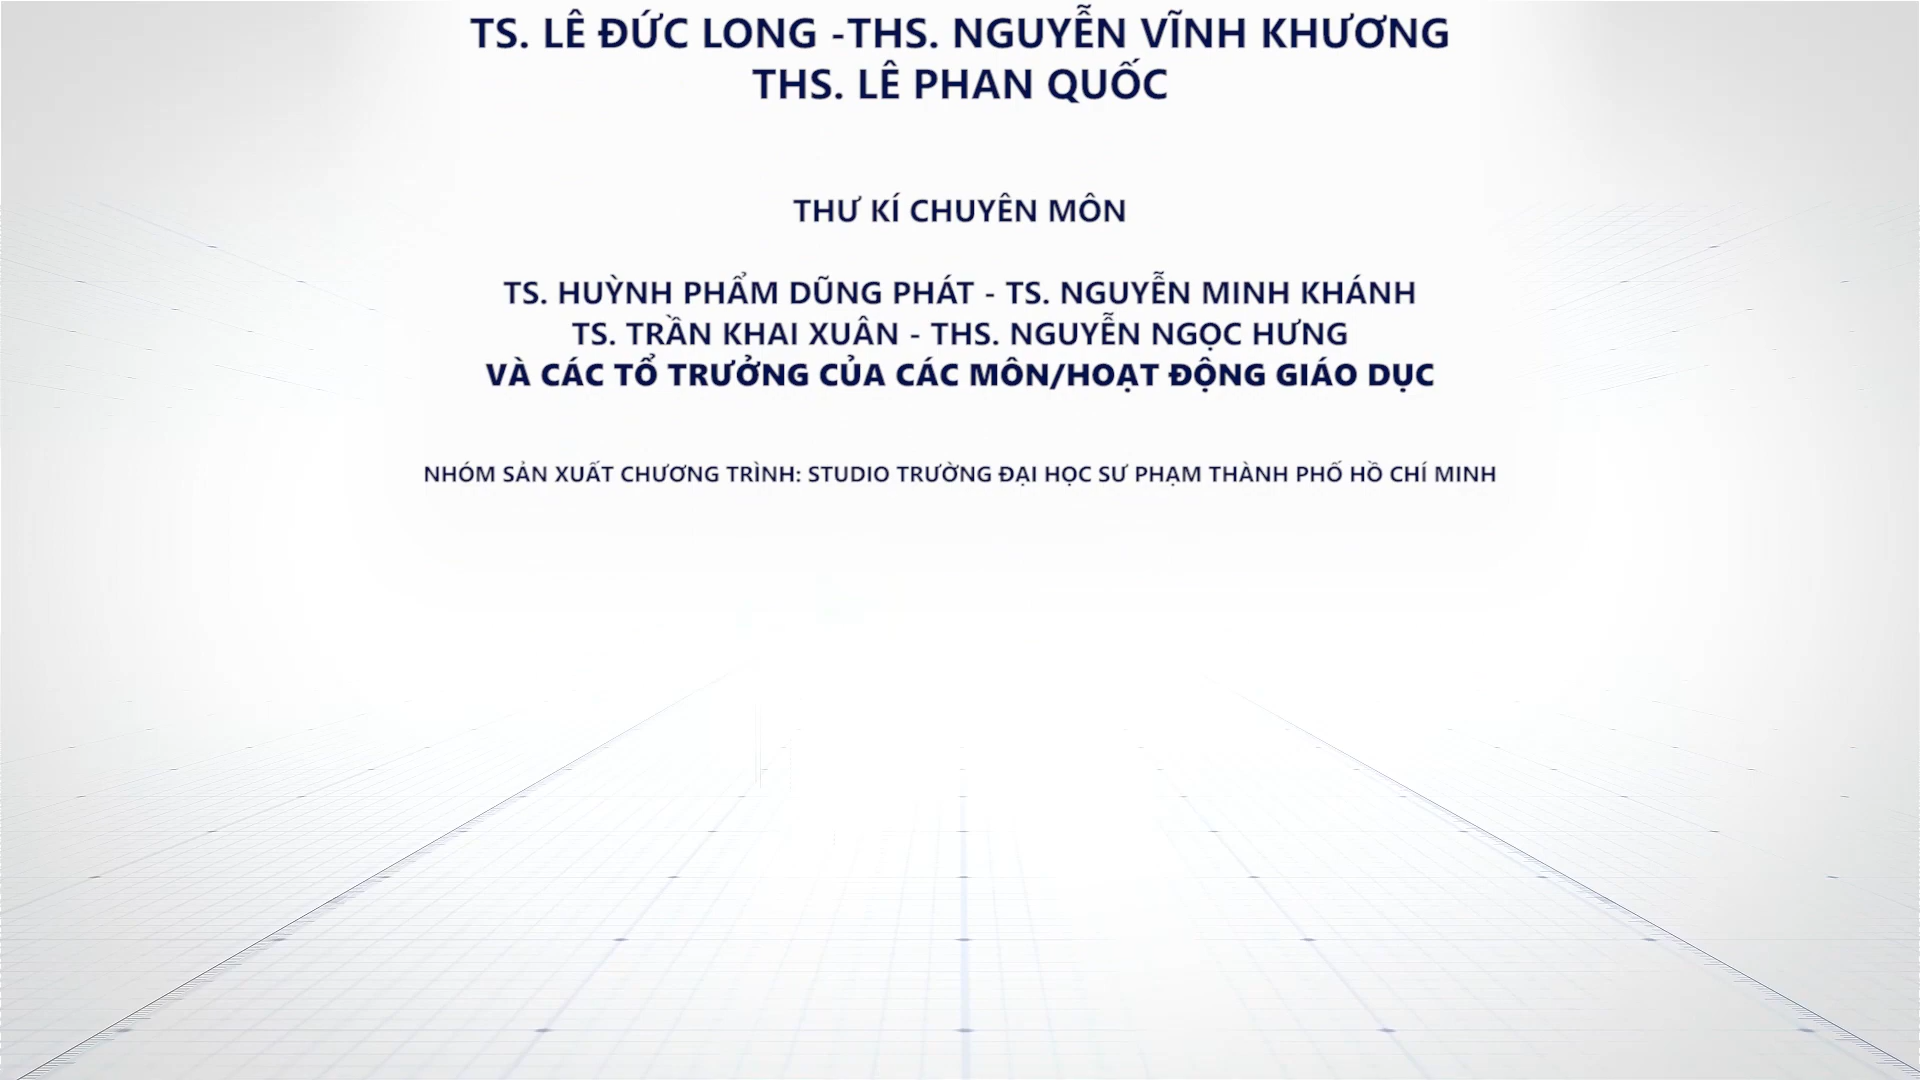 TS. LÊ ĐỨC LONG -THS. NGUYỄN VĨNH KHƯƠNG
THS. LÊ PHAN QUỐC
THƯ KÍ CHUYÊN MÔN
TS. HUỲNH PHẨM DŨNG PHÁT - TS. NGUYỄN MINH KHÁNH
TS. TRẦN KHAI XUÂN - THS. NGUYỄN NGỌC HƯNG
VÀ CÁC TỔ TRƯỞNG CỦA CÁC MÔN/HOẠT ĐỘNG GIÁO DỤC
NHÓM SẢN XUẤT CHƯƠNG TRÌNH: STUDIO TRƯỜNG ĐẠI HỌC SƯ PHẠM THÀNH PHỐ HỒ CHÍ MINH